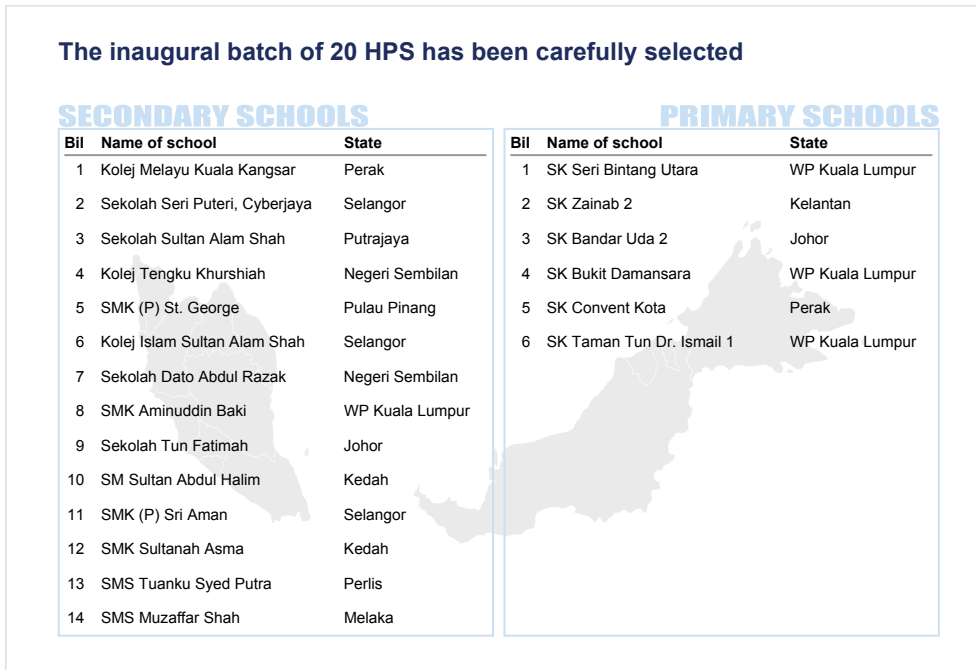 The inaugural batch of 20 HPS has been carefully selected
SECONDARY SCHOOLS
Bil Name of school State
1 Kolej Melayu Kuala Kangsar Perak
2 Sekolah Seri Puteri, Cyberjaya Selangor
3 Sekolah Sultan Alam Shah Putrajaya
4 Kolej Tengku Khurshiah Negeri Sembilan
5 SMK (P) St. George Pulau Pinang
6 Kolej Islam Sultan Alam Shah Selangor
7 Sekolah Dato Abdul Razak Negeri Sembilan
8 SMK Aminuddin Baki WP Kuala Lumpur
9 Sekolah Tun Fatimah Johor
10 SM Sultan Abdul Halim Kedah
11 SMK (P) Sri Aman Selangor
12 SMK Sultanah Asma Kedah
13 SMS Tuanku Syed Putra Perlis
14 SMS Muzaffar Shah Melaka
PRIMARY SCHOOLS
Bil Name of school State
1 SK Seri Bintang Utara WP Kuala Lumpur
2 SK Zainab 2 Kelantan
3 SK Bandar Uda 2 Johor
4 SK Bukit Damansara WP Kuala Lumpur
5 SK Convent Kota Perak
6 SK Taman Tun Dr. Ismail 1 WP Kuala Lumpur